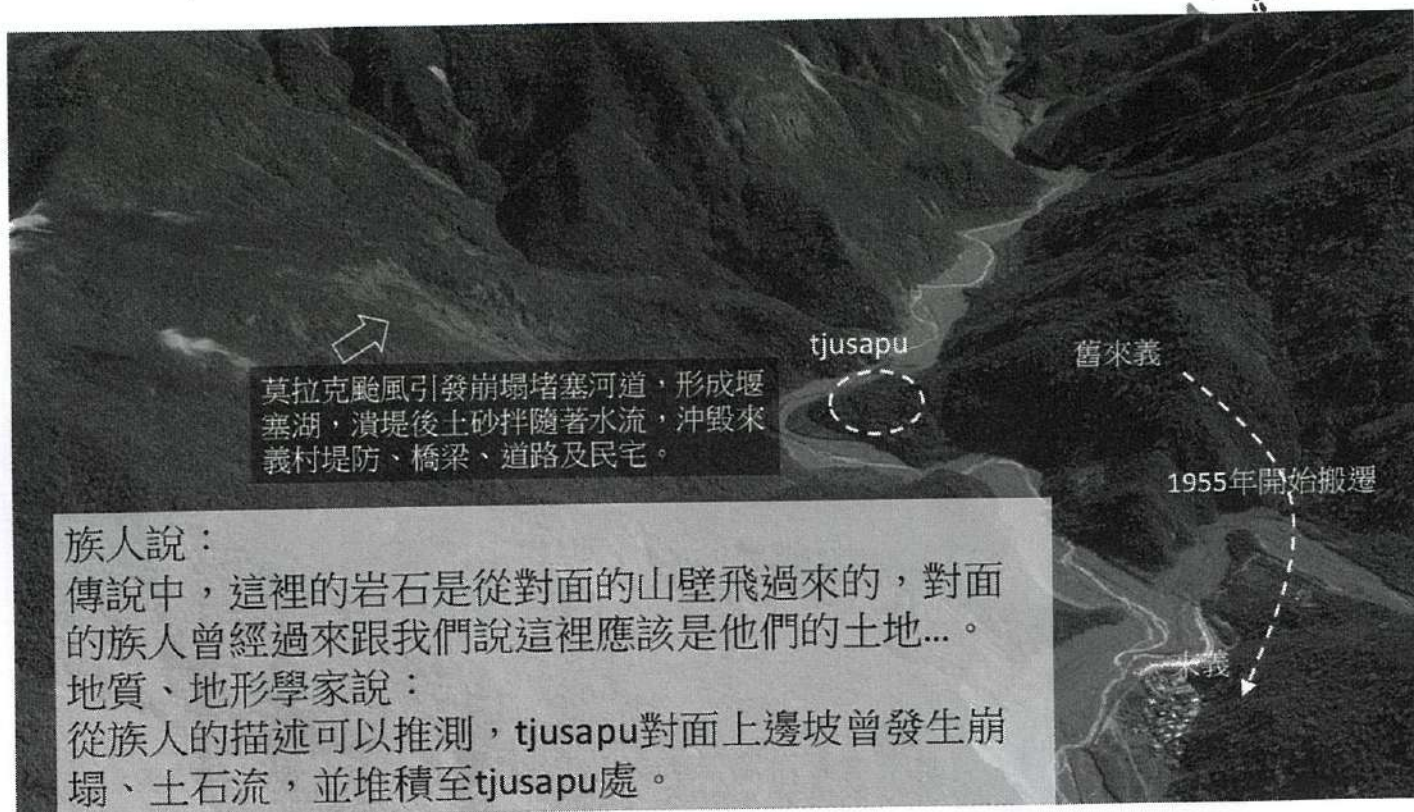 tjusapu
舊來義
莫拉克颱風引發崩塌堵塞河道，形成堰
塞湖，潰堤後土砂拌隨著水流，沖毀來
義村堤防、橋梁、道路及民宅。
1955年開始搬遷
族人說：
傳說中，這裡的岩石是從對面的山壁飛過來的，對面
的族人曾經過來跟我們說這裡應該是他們的土地…。
來義
地質、地形學家說：
從族人的描述可以推測，tjusapu對面上邊坡曾發生崩
塌、土石流，並堆積至tjusapu處。